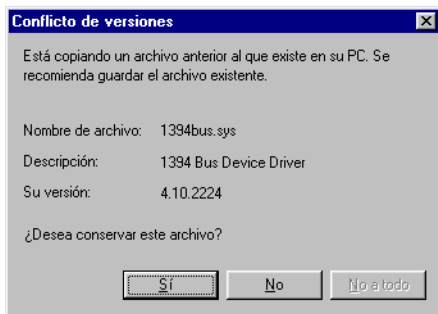 Conflicto de versiones
Está copiando un archivo anterior al que existe en su PC. Se
recomienda guardar el archivo existente.
Nombre de archivo: 1394bus.sys
Descripción: 1394 Bus Device Driver
Su versión: 4.10.2224
¿Desea conservar este archivo?
Sí No No a todo